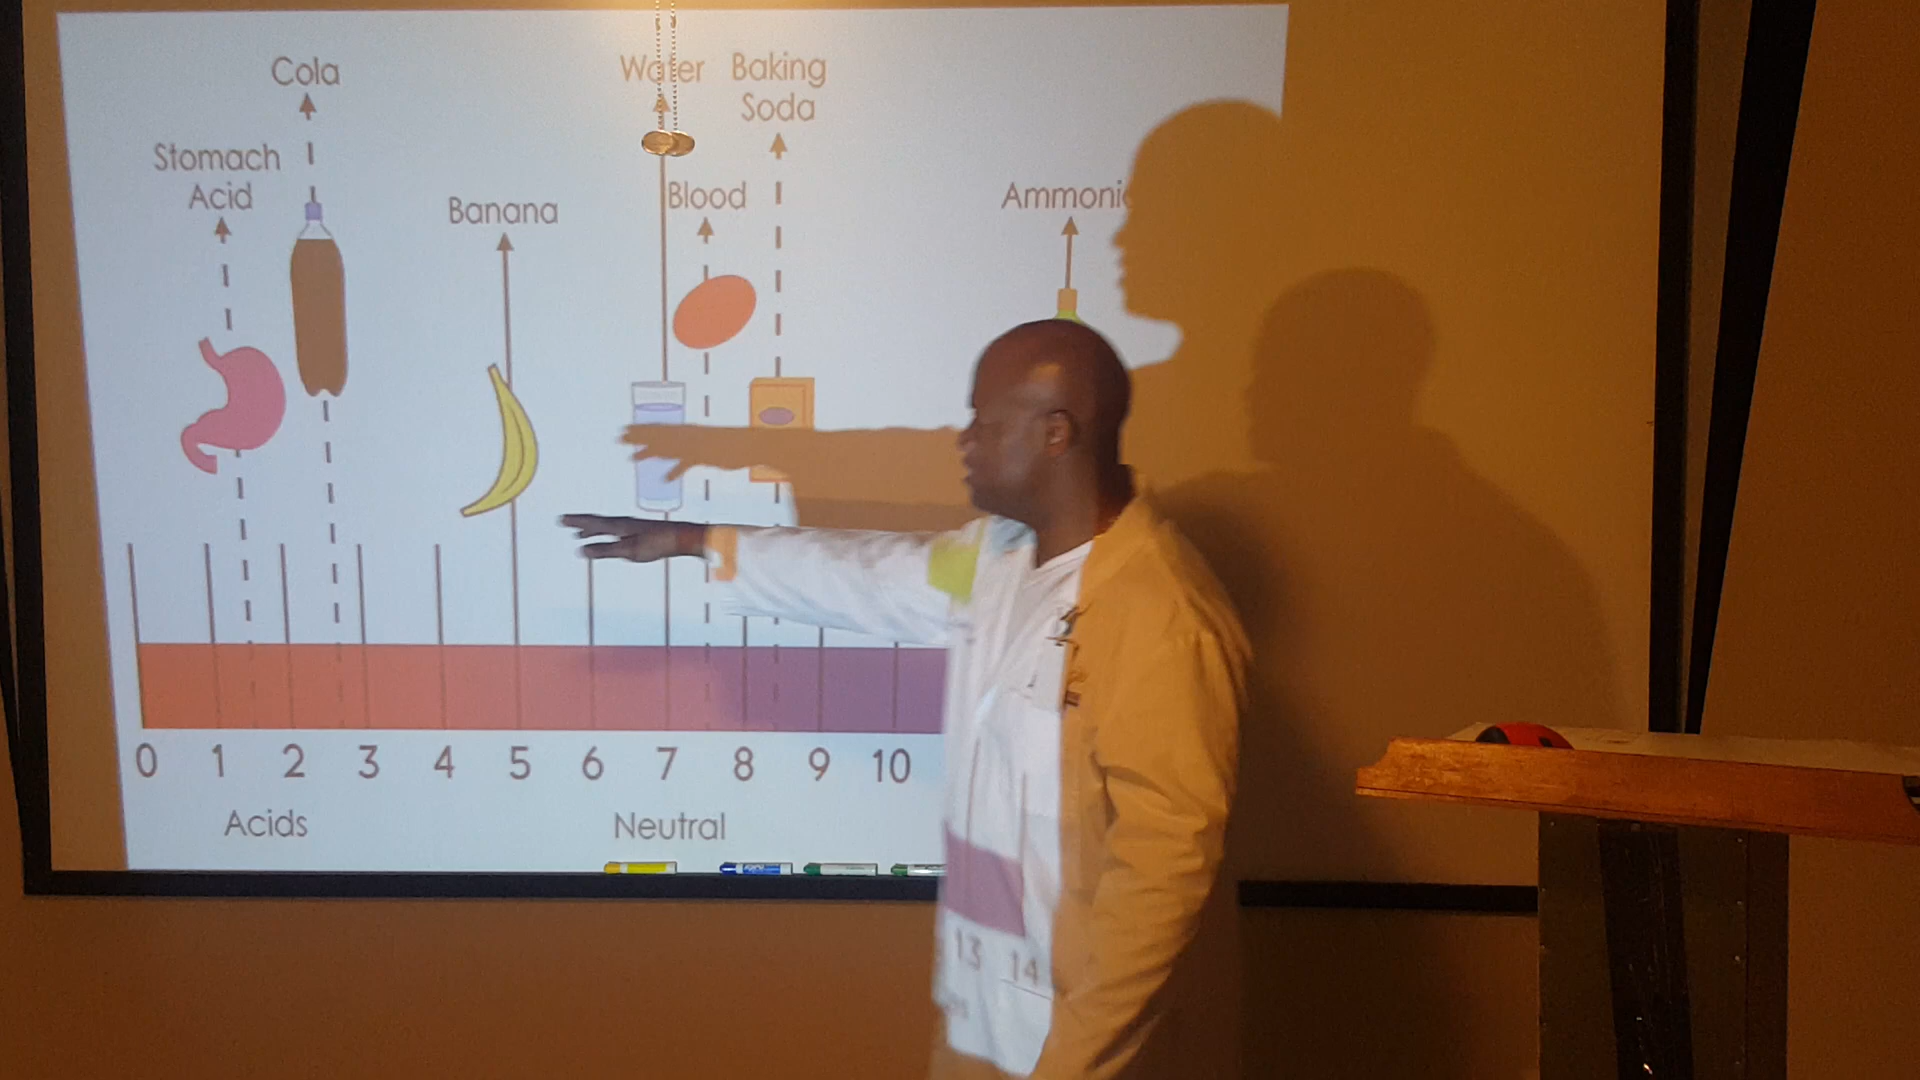 Cola
Water
Baking
Soda
Stomach
Acid
Banana
Blood
Ammoni
0 1 2 3 4 5 6 7 8 9 10
13 14
Acids
Neutral